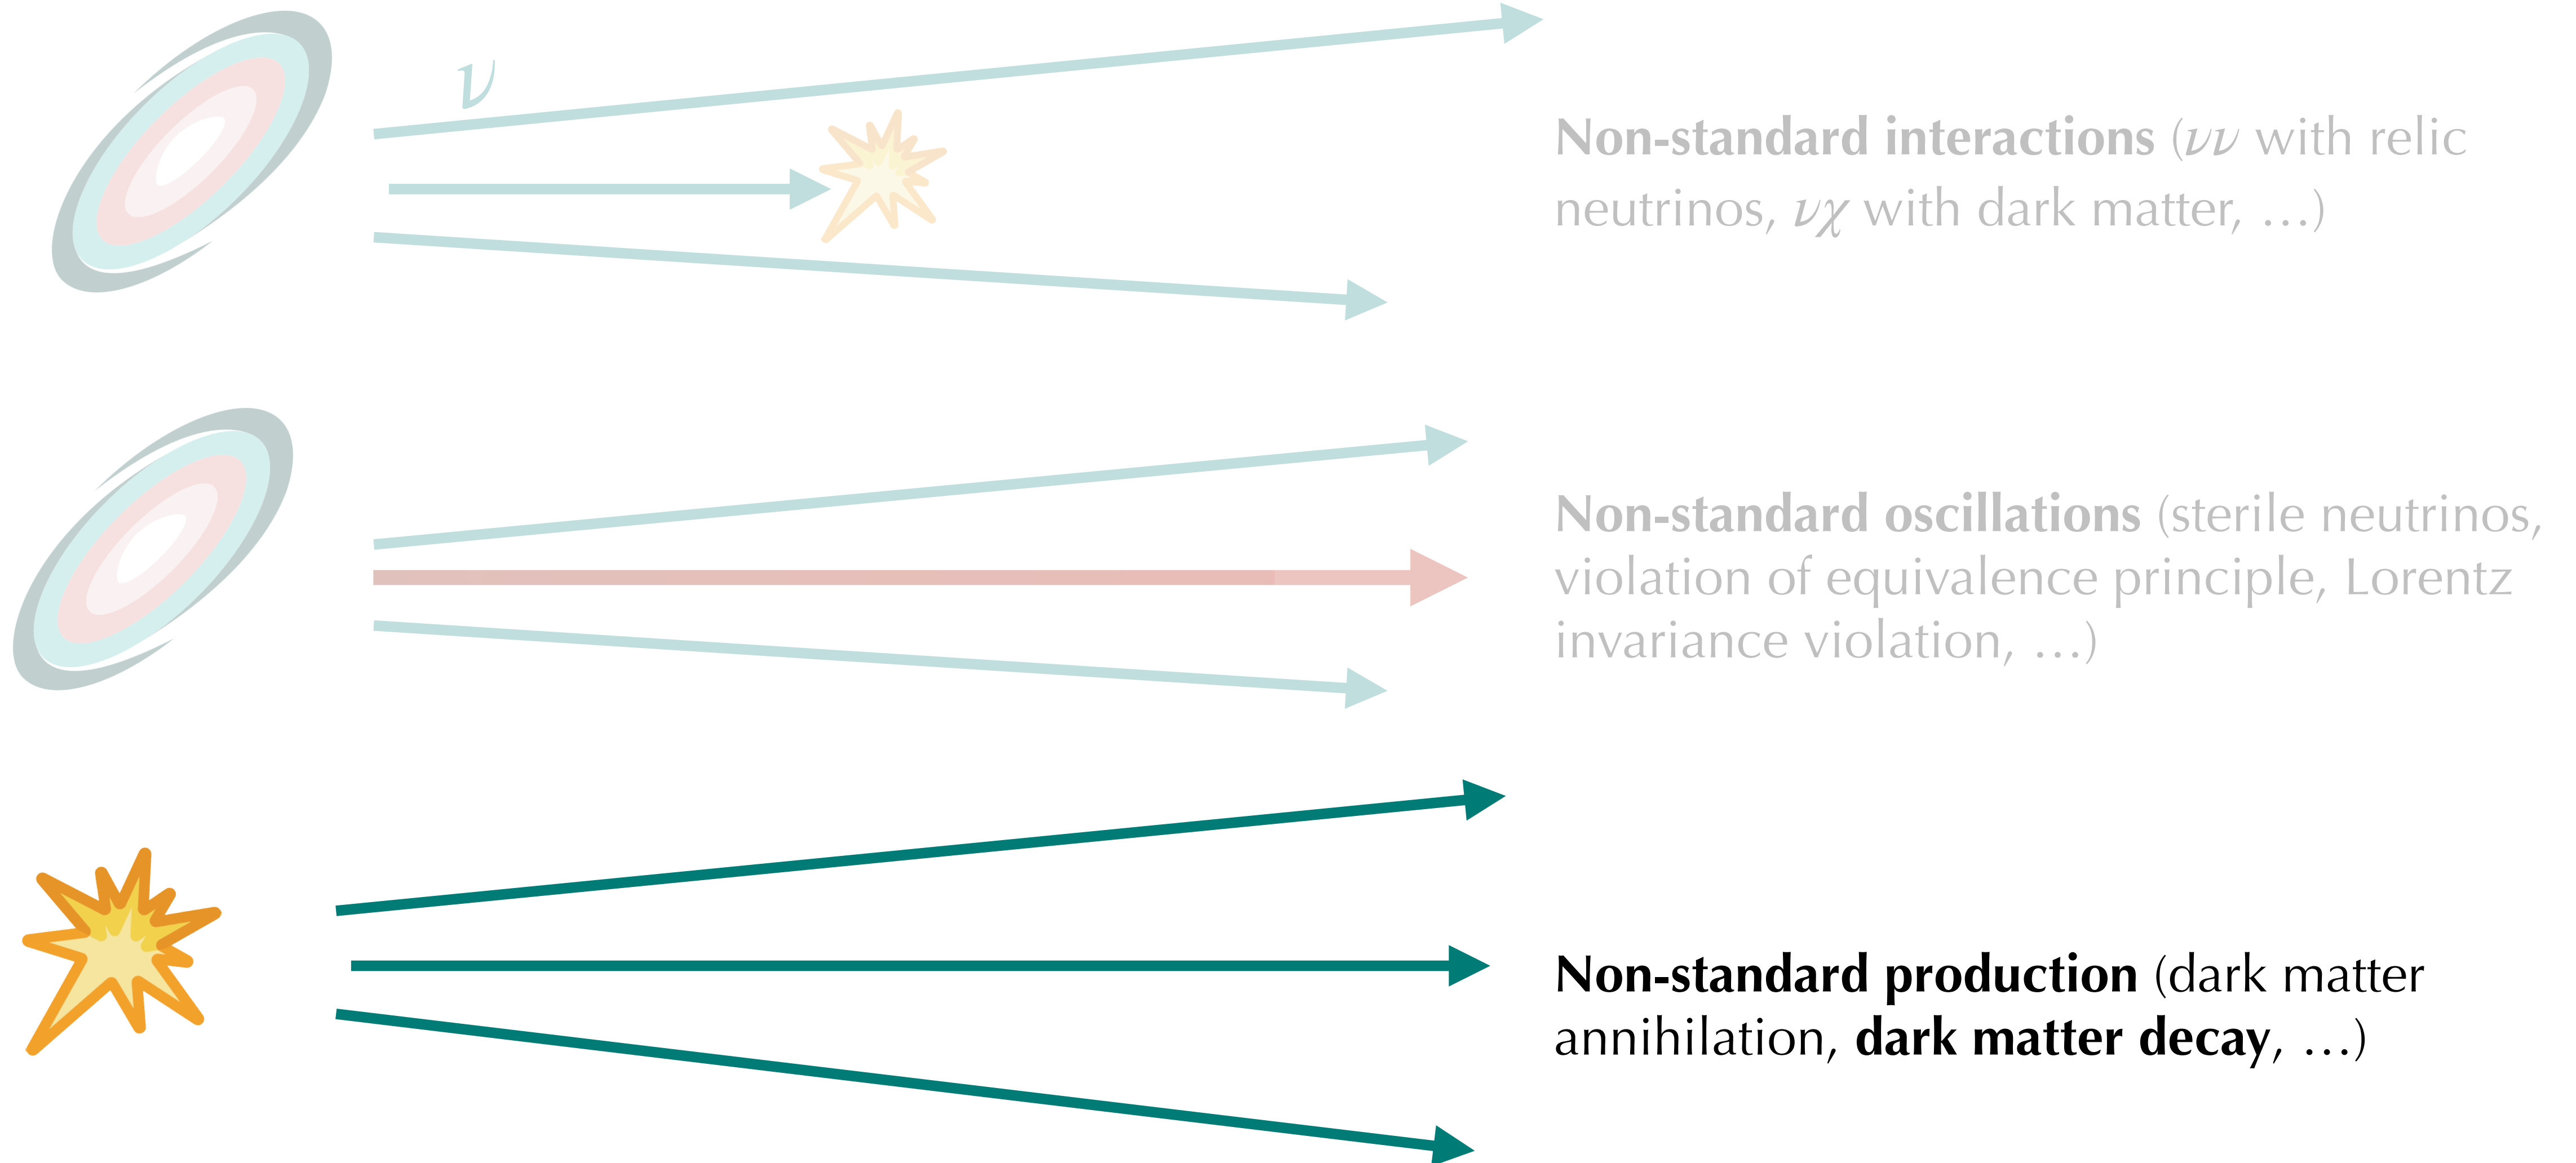 ν
Non-standard interactions (νν with relic
neutrinos, νχ with dark matter, …)
Non-standard oscillations (sterile neutrinos,
violation of equivalence principle, Lorentz
invariance violation, …)
Non-standard production (dark matter
annihilation, dark matter decay, …)